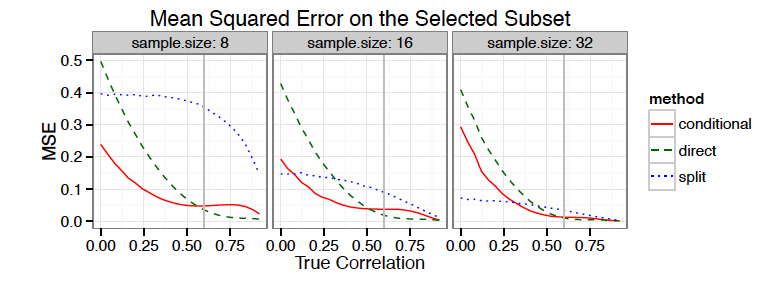 Mean Squared Error on the Selected Subset
sample.size: 8 sample.size: 16 sample.size: 32
MSE
0.5
0.4
0.3
0.2
0.1
0.0
0.00 0.25 0.50 0.75 0.00 0.25 0.50 0.75 0.00 0.25 0.50 0.75
True Correlation
method
conditional
direct
split